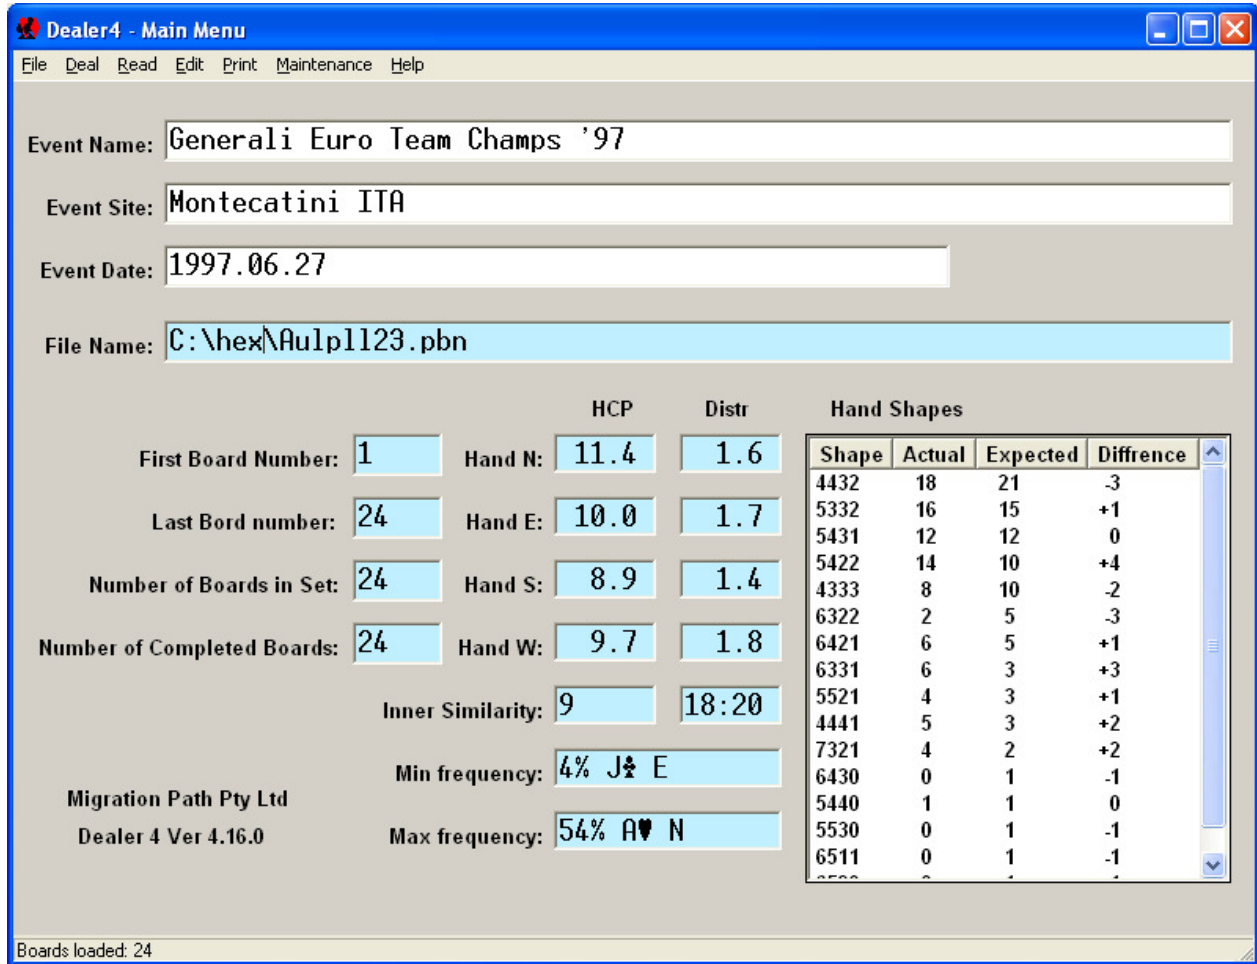 Dealer4 - Main Menu
File Deal Read Edit Print Maintenance Help
Event Name: Generali Euro Team Champs '97
Event Site: Montecatini ITA
Event Date: 1997.06.27
File Name: C:\hex\Aulpll23.pbn
HCP Distr Hand Shapes
First Board Number: 1 Hand N: 11.4 1.6
Last Bord number: 24 Hand E: 10.0 1.7
Number of Boards in Set: 24 Hand S: 8.9 1.4
Number of Completed Boards: 24 Hand W: 9.7 1.8
Inner Similarity: 9 18:20
Min frequency: 4% J♣ E
Max frequency: 54% A♥ N
Migration Path Pty Ltd
Dealer 4 Ver 4.16.0
Shape Actual Expected Diffrence
4432 18 21 -3
5332 16 15 +1
5431 12 12 0
5422 14 10 +4
4333 8 10 -2
6322 2 5 -3
6421 6 5 +1
6331 6 3 +3
5521 4 3 +1
4441 5 3 +2
7321 4 2 +2
6430 0 1 -1
5440 1 1 0
5530 0 1 -1
6511 0 1 -1
Boards loaded: 24